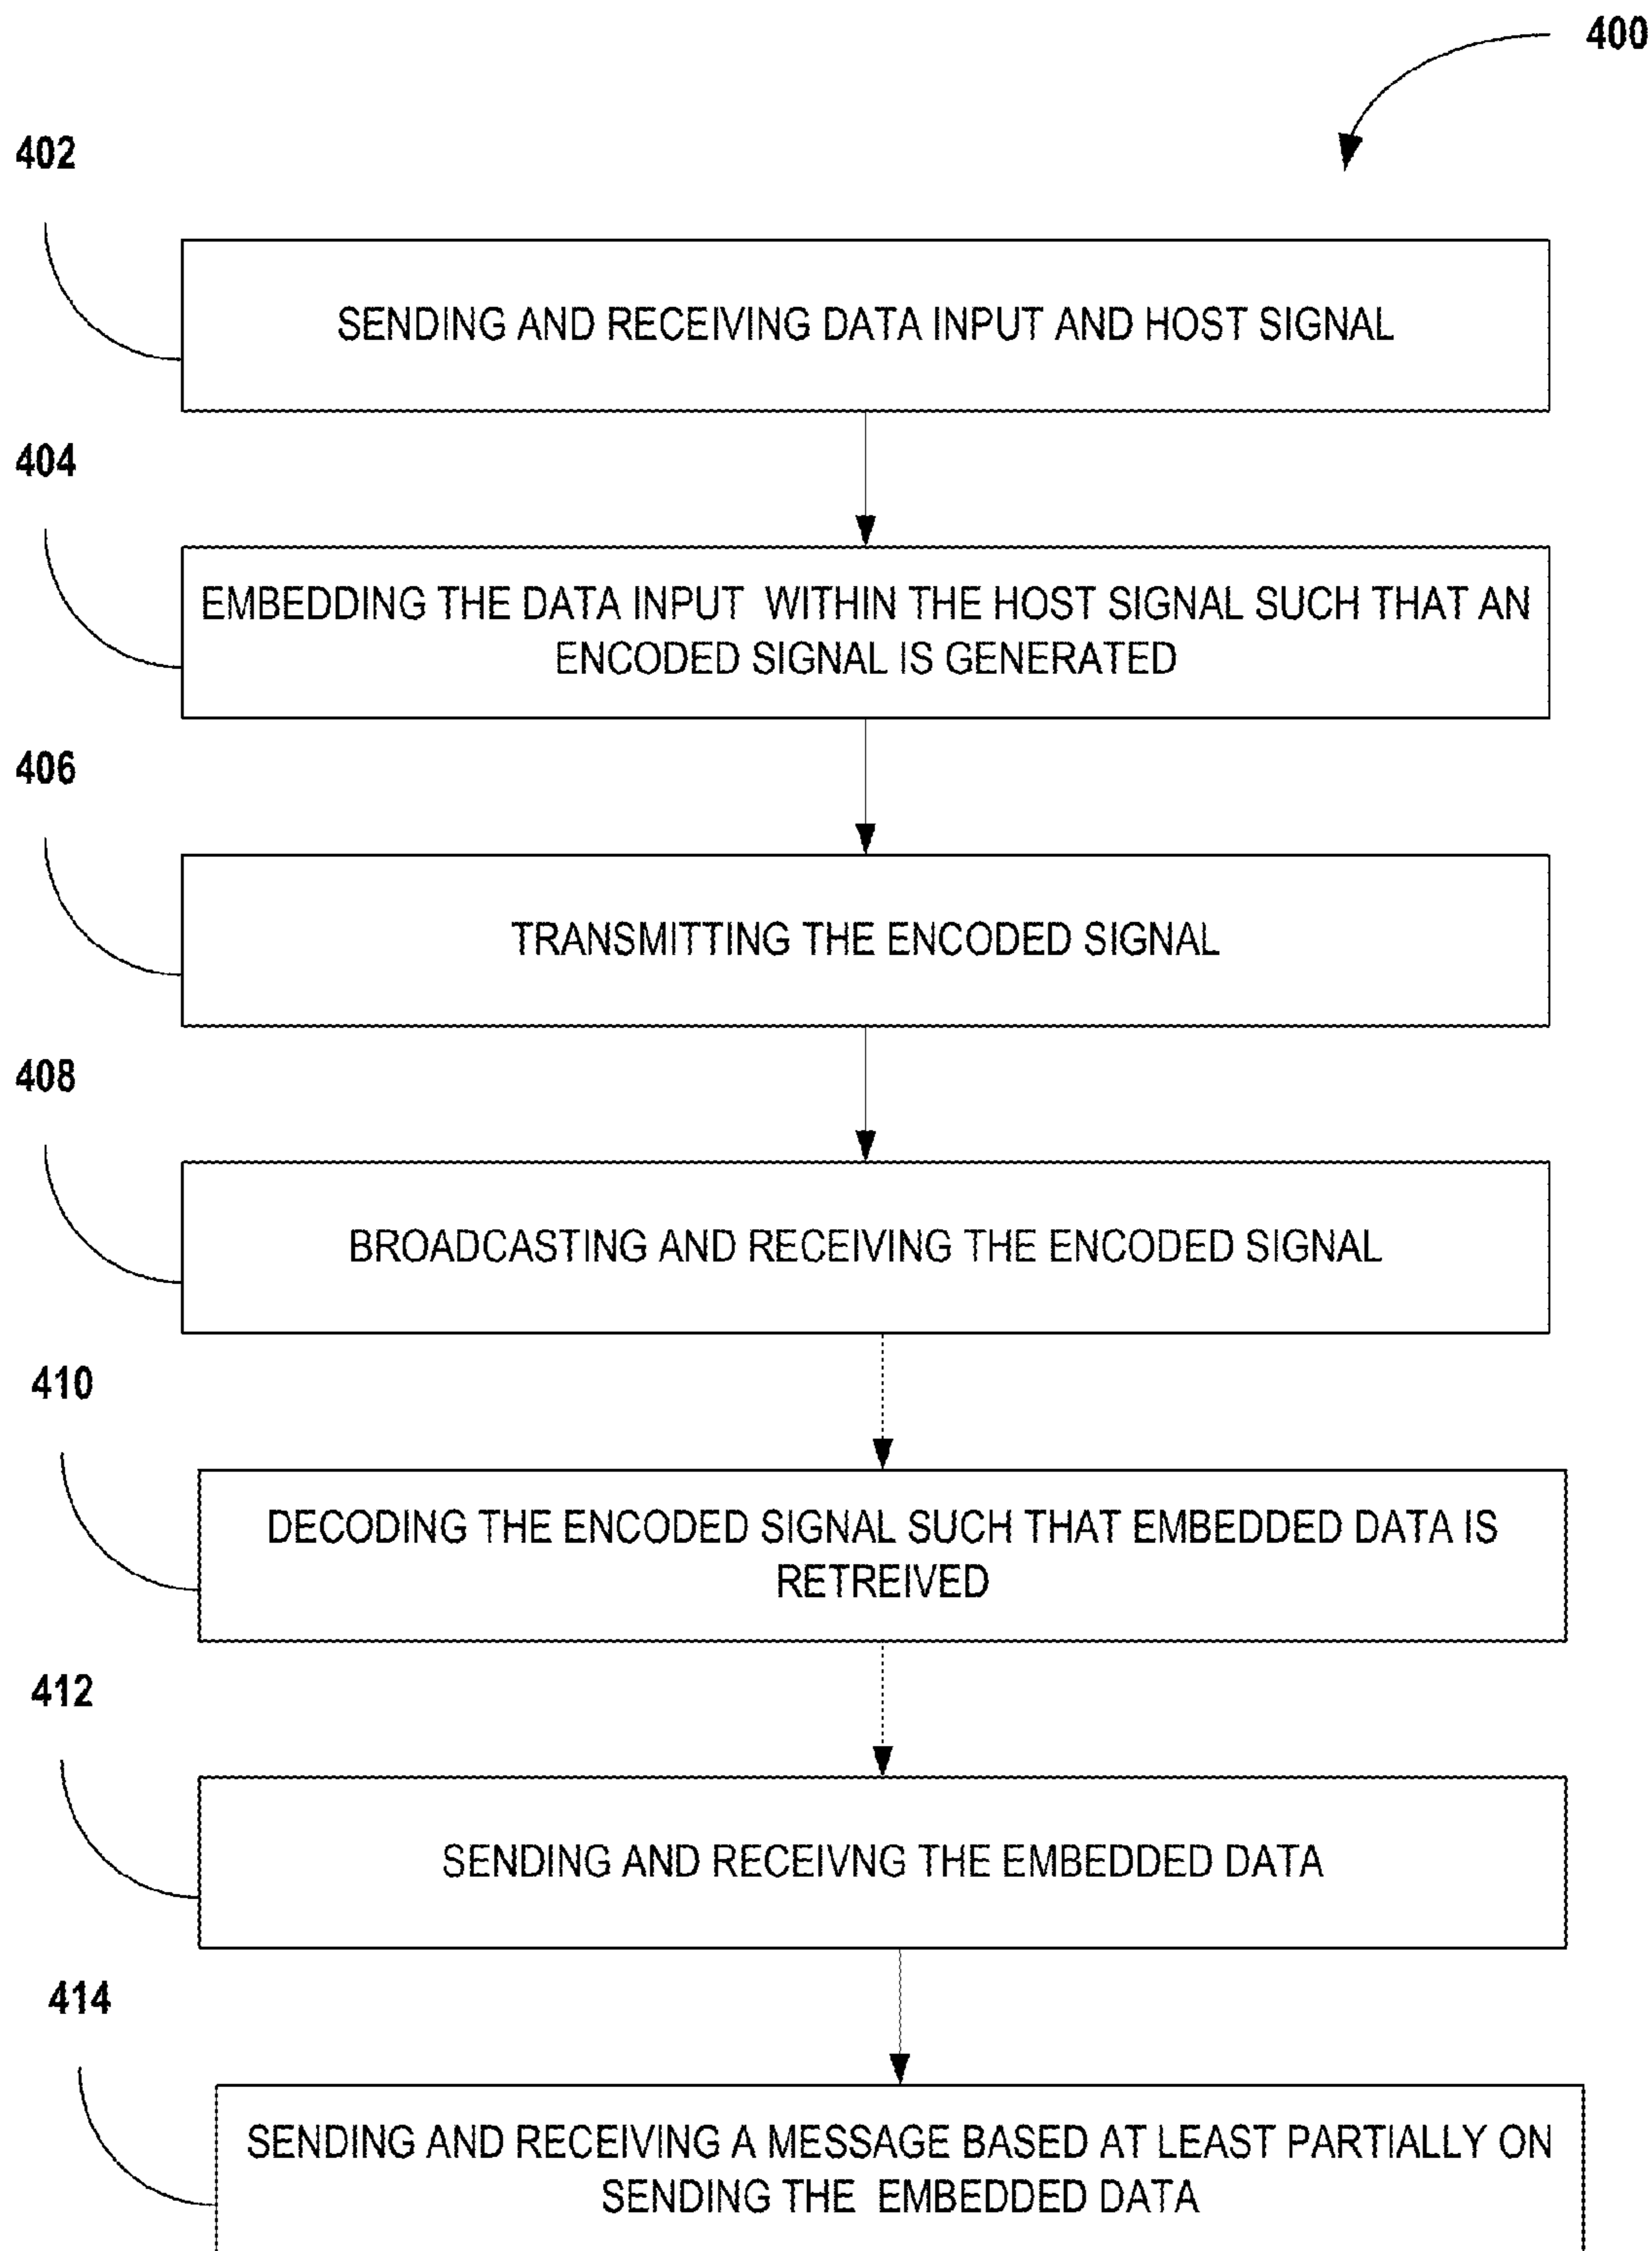 400
402
SENDING AND RECEIVING DATA INPUT AND HOST SIGNAL
404
EMBEDDING THE DATA INPUT WITHIN THE HOST SIGNAL SUCH THAT AN
ENCODED SIGNAL IS GENERATED
406
TRANSMITTING THE ENCODED SIGNAL
408
BROADCASTING AND RECEIVING THE ENCODED SIGNAL
410
DECODING THE ENCODED SIGNAL SUCH THAT EMBEDDED DATA IS
RETREIVED
412
SENDING AND RECEIVNG THE EMBEDDED DATA
414
SENDING AND RECEIVING A MESSAGE BASED AT LEAST PARTIALLY ON
SENDING THE EMBEDDED DATA